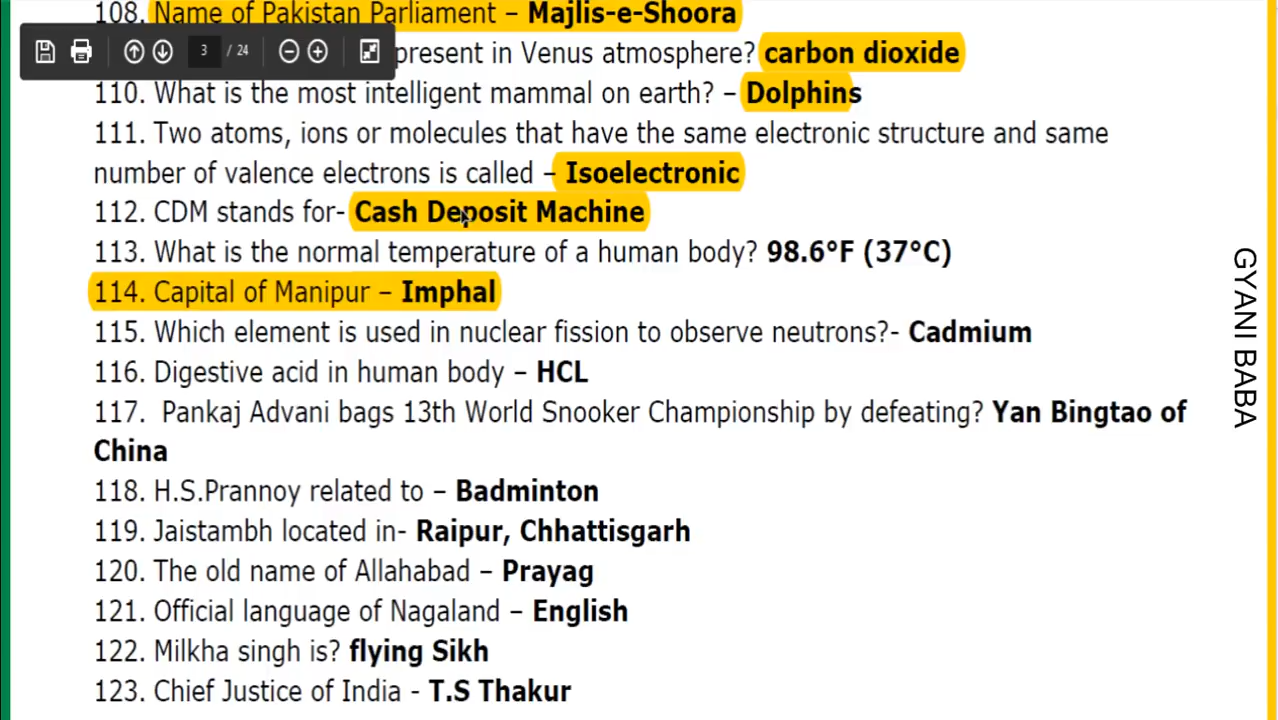 108. Name of Pakistan Parliament – Majlis-e-Shoora
3 / 24
present in Venus atmosphere? carbon dioxide
110. What is the most intelligent mammal on earth? – Dolphins
111. Two atoms, ions or molecules that have the same electronic structure and same
number of valence electrons is called – Isoelectronic
112. CDM stands for- Cash Deposit Machine
113. What is the normal temperature of a human body? 98.6°F (37°C)
114. Capital of Manipur – Imphal
115. Which element is used in nuclear fission to observe neutrons?- Cadmium
116. Digestive acid in human body – HCL
117. Pankaj Advani bags 13th World Snooker Championship by defeating? Yan Bingtao of
China
118. H.S.Prannoy related to – Badminton
119. Jaistambh located in- Raipur, Chhattisgarh
120. The old name of Allahabad – Prayag
121. Official language of Nagaland – English
122. Milkha singh is? flying Sikh
123. Chief Justice of India - T.S Thakur
GYANI BABA